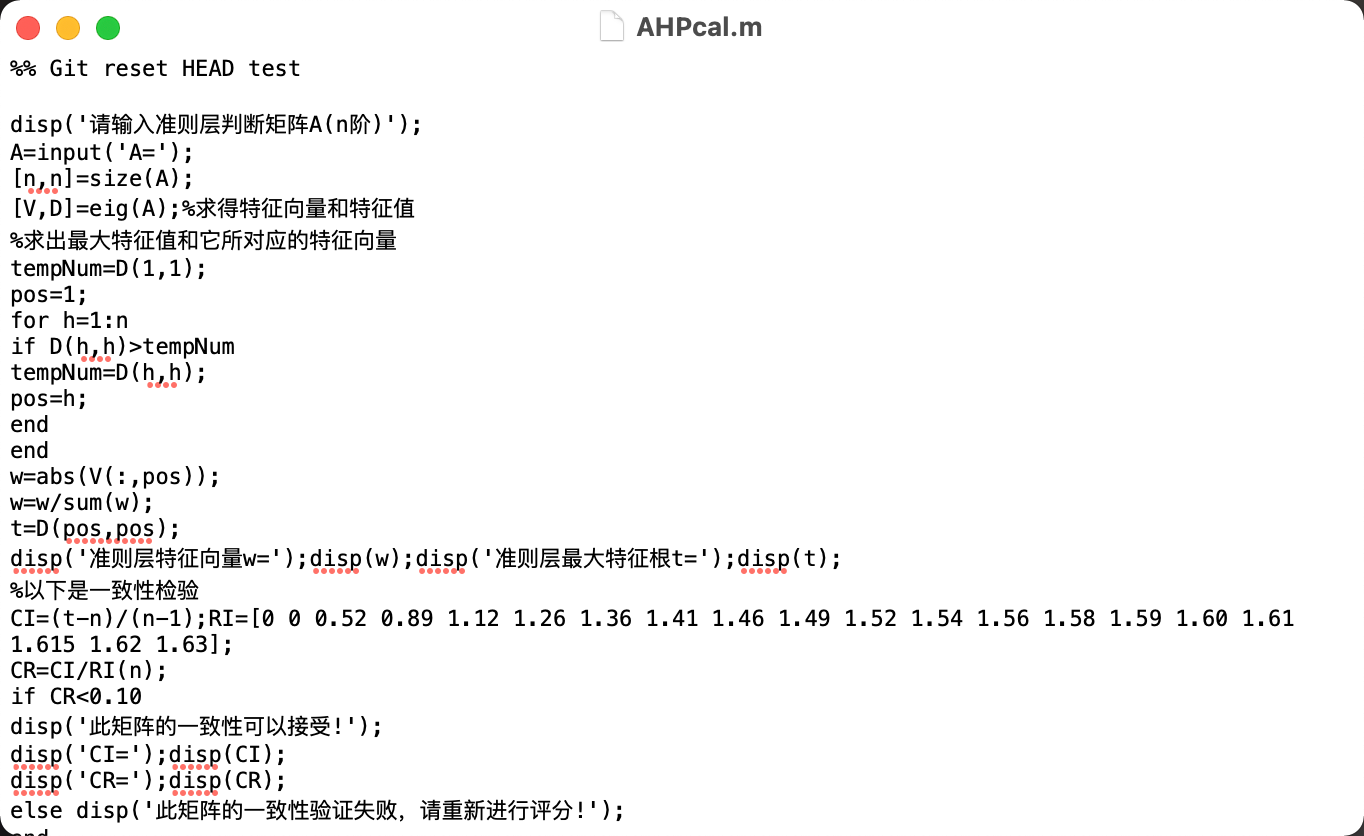 AHPcal.m
%% Git reset HEAD test
disp('请输入准则层判断矩阵A(n阶)');
A=input('A=');
[n,n]=size(A);
[V,D]=eig(A);%求得特征向量和特征值
%求出最大特征值和它所对应的特征向量
tempNum=D(1,1);
pos=1;
for h=1:n
if D(h,h)>tempNum
tempNum=D(h,h);
pos=h;
end
end
w=abs(V(:,pos));
w=w/sum(w);
t=D(pos,pos);
disp('准则层特征向量w=');disp(w);disp('准则层最大特征根t=');disp(t);
%以下是一致性检验
CI=(t-n)/(n-1);RI=[0 0 0.52 0.89 1.12 1.26 1.36 1.41 1.46 1.49 1.52 1.54 1.56 1.58 1.59 1.60 1.61
1.615 1.62 1.63];
CR=CI/RI(n);
if CR<0.10
disp('此矩阵的一致性可以接受!');
disp('CI=');disp(CI);
disp('CR=');disp(CR);
else disp('此矩阵的一致性验证失败，请重新进行评分!');
end